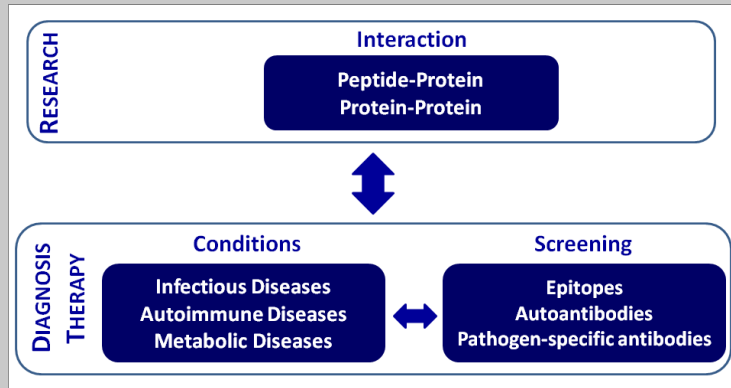 RESEARCH
Interaction
Peptide-Protein
Protein-Protein
DIAGNOSIS
THERAPY
Conditions
Infectious Diseases
Autoimmune Diseases
Metabolic Diseases
Screening
Epitopes
Autoantibodies
Pathogen-specific antibodies